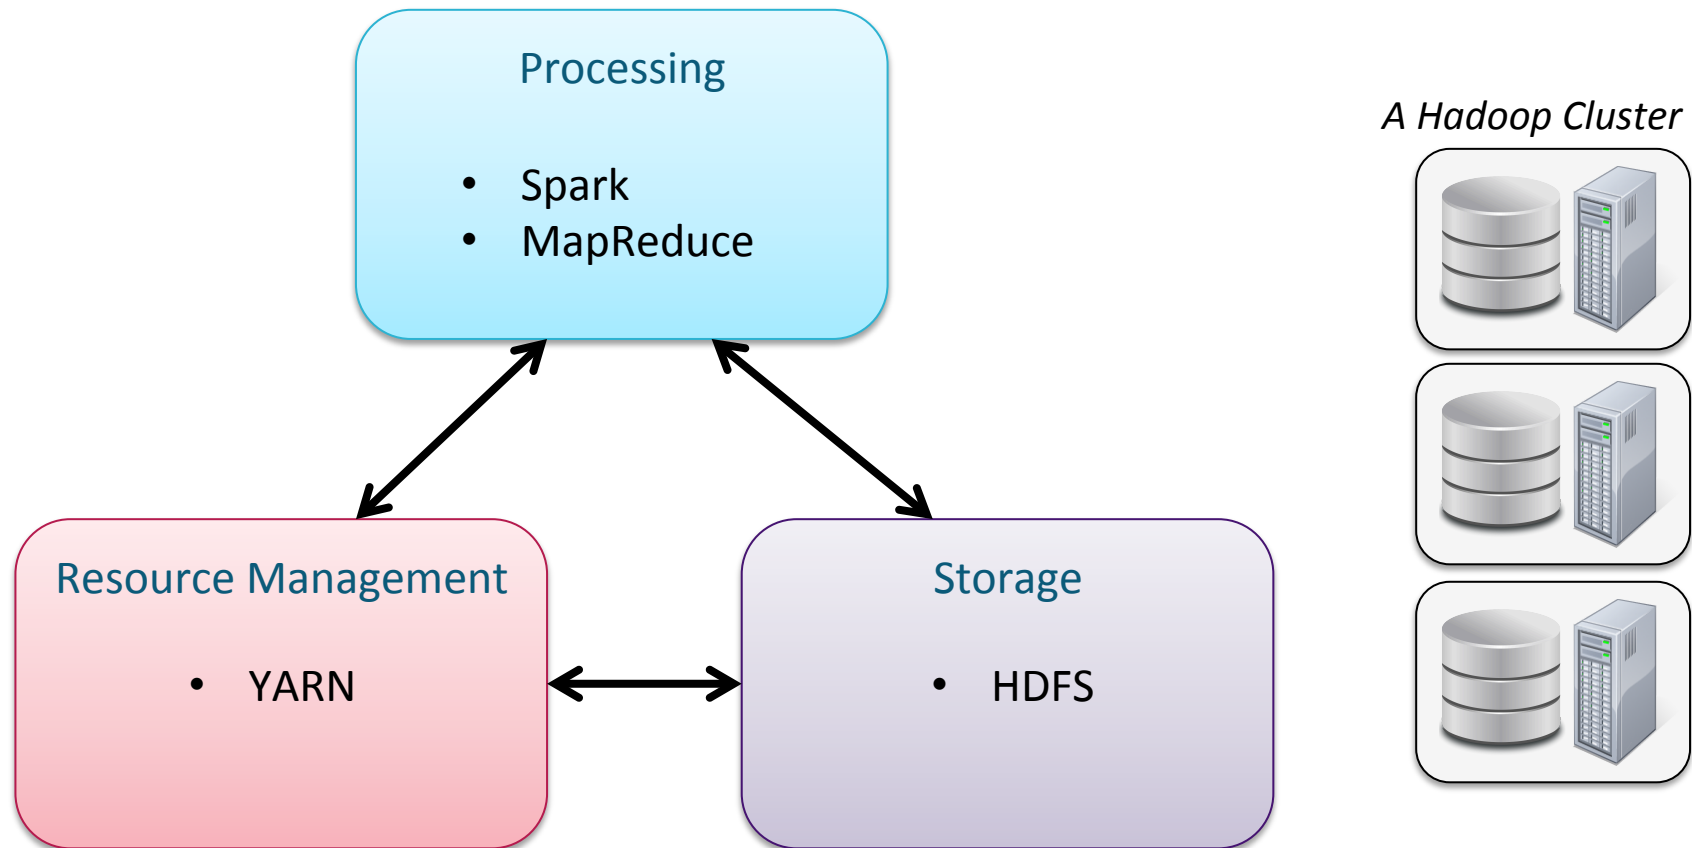 Processing
• Spark
• MapReduce
A Hadoop Cluster
Resource Management
• YARN
Storage
• HDFS